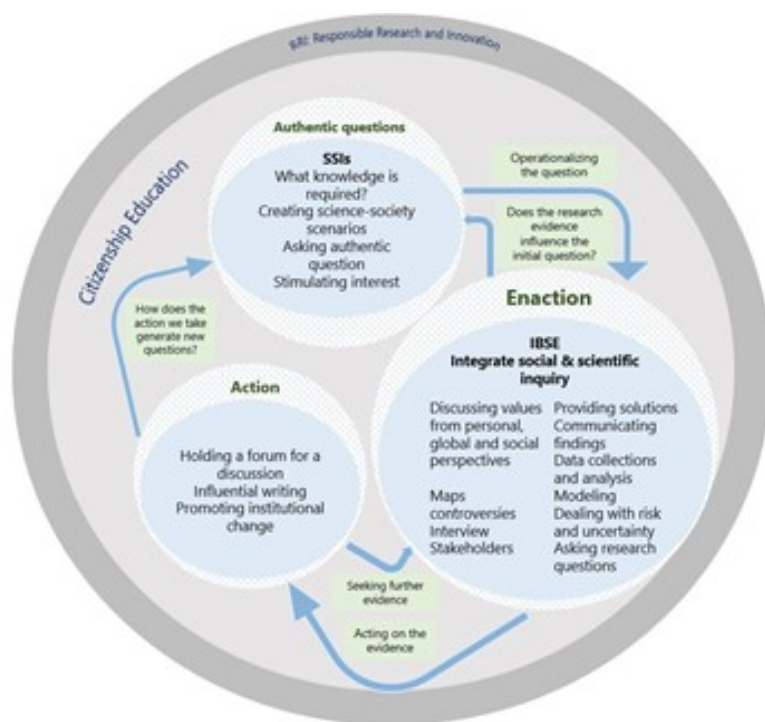 RRI: Responsible Research and Innovation
Citizenship Education
Authentic questions
SSIs
What knowledge is
required?
Creating science-society
scenarios
Asking authentic
question
Stimulating interest
Operationalizing
the question
Does the research
evidence
influence the
initial question?
How does the
action we take
generate new
questions?
Enaction
IBSE
Integrate social & scientific
inquiry
Discussing values
from personal,
global and social
perspectives
Maps
controversies
Interview
Stakeholders
Providing solutions
Communicating
findings
Data collections
and analysis
Modeling
Dealing with risk
and uncertainty
Asking research
questions
Action
Holding a forum for a
discussion
Influential writing
Promoting institutional
change
Seeking further
evidence
Acting on the
evidence